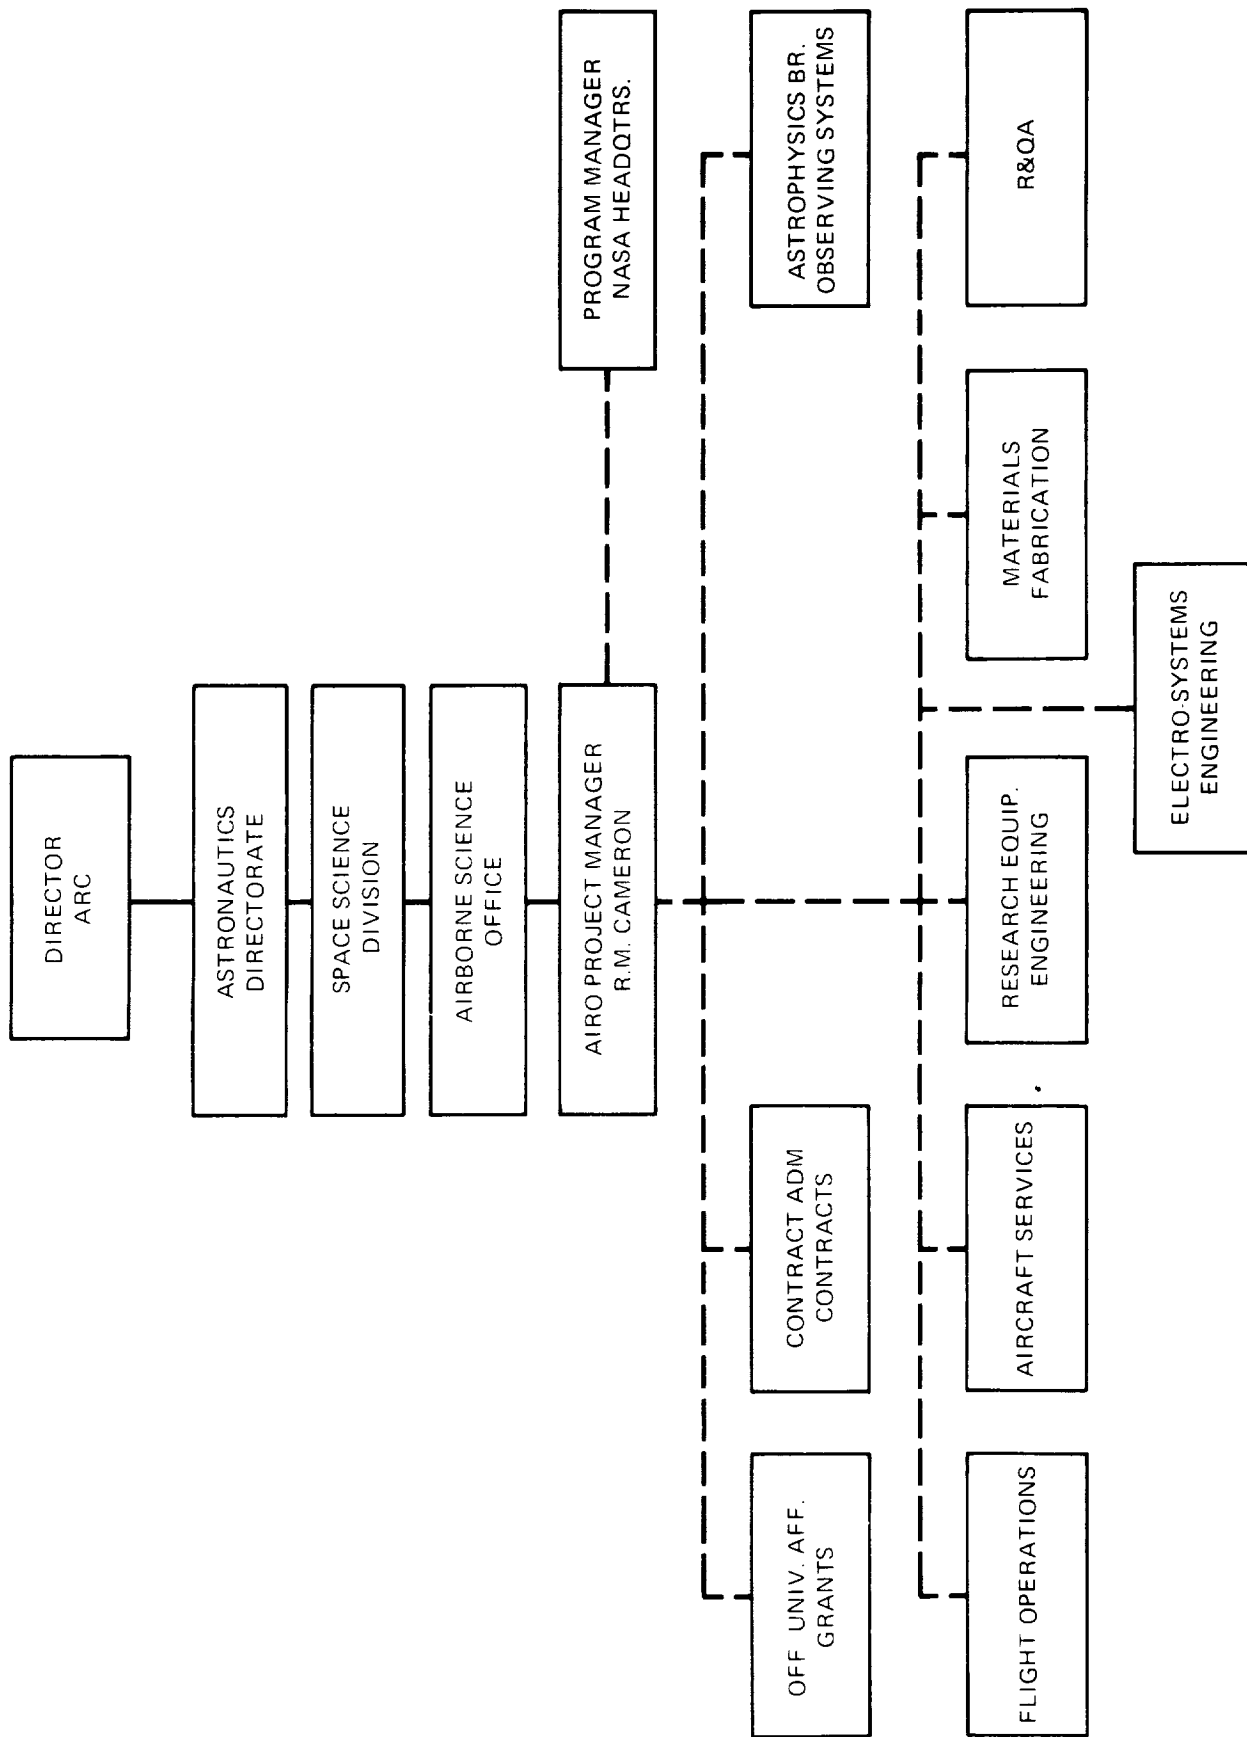 DIRECTOR
ARC
ASTRONAUTICS
DIRECTORATE
SPACE SCIENCE
DIVISION
AIRBORNE SCIENCE
OFFICE
AIRO PROJECT MANAGER
R.M. CAMERON
PROGRAM MANAGER
NASA HEADQTRS.
OFF UNIV. AFF.
GRANTS
CONTRACT ADM
CONTRACTS
ASTROPHYSICS BR.
OBSERVING SYSTEMS
FLIGHT OPERATIONS
AIRCRAFT SERVICES
RESEARCH EQUIP.
ENGINEERING
MATERIALS
FABRICATION
R&QA
ELECTRO-SYSTEMS
ENGINEERING